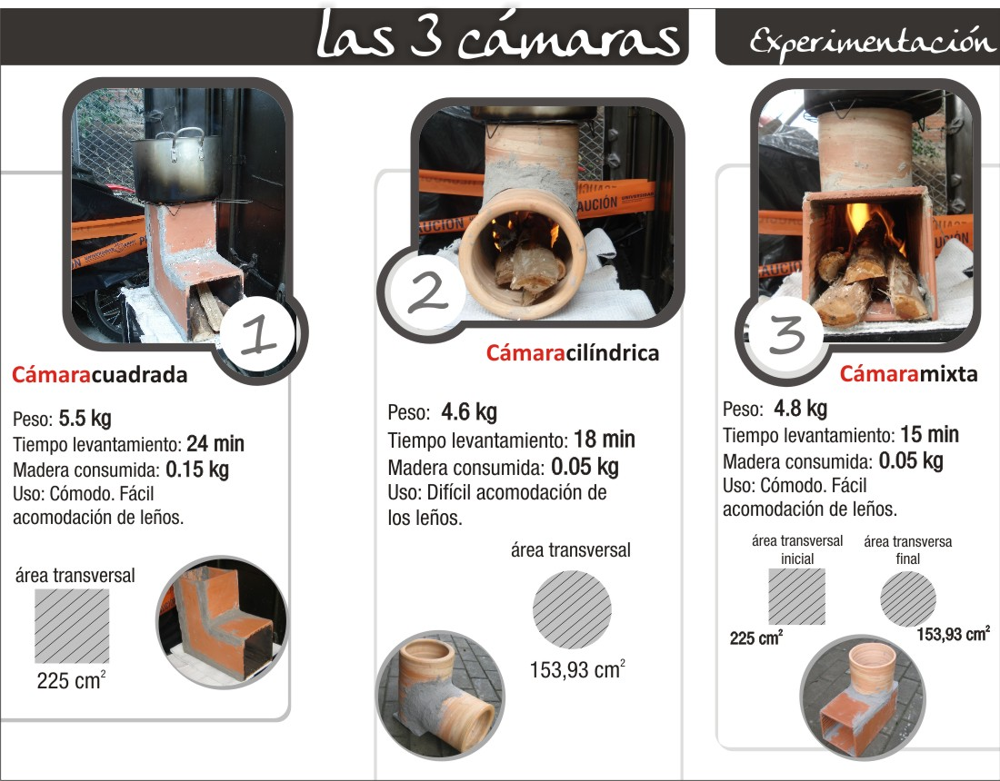 las 3 cámaras
Experimentación
1
Cámaracuadrada
Peso: 5.5 kg
Tiempo levantamiento: 24 min
Madera consumida: 0.15 kg
Uso: Cómodo. Fácil
acomodación de leños.
área transversal
225 cm²
AUCIÓN
2
Cámaracilíndrica
Peso: 4.6 kg
Tiempo levantamiento: 18 min
Madera consumida: 0.05 kg
Uso: Difícil acomodación de
los leños.
área transversal
153,93 cm²
AUCIÓN
3
Cámaramixta
Peso: 4.8 kg
Tiempo levantamiento: 15 min
Madera consumida: 0.05 kg
Uso: Cómodo. Fácil
acomodación de leños.
área transversal
inicial
área transversa
final
225 cm²
153,93 cm²